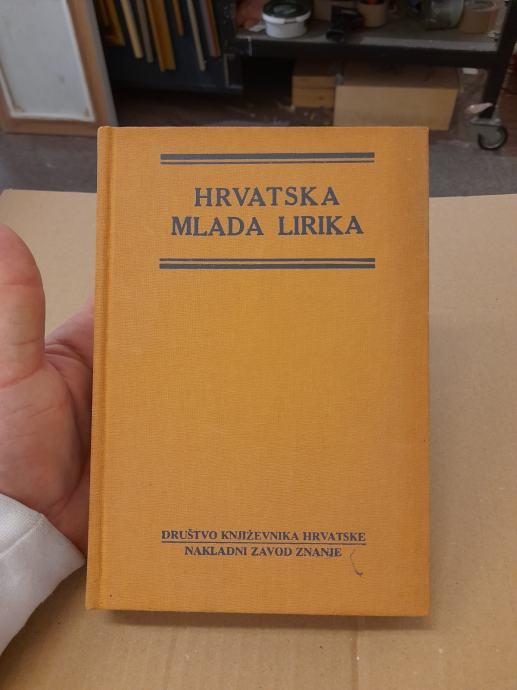 HRVATSKA
MLADA LIRIKA
DRUŠTVO KNJIŽEVNIKA HRVATSKE
NAKLADNI ZAVOD ZNANJE